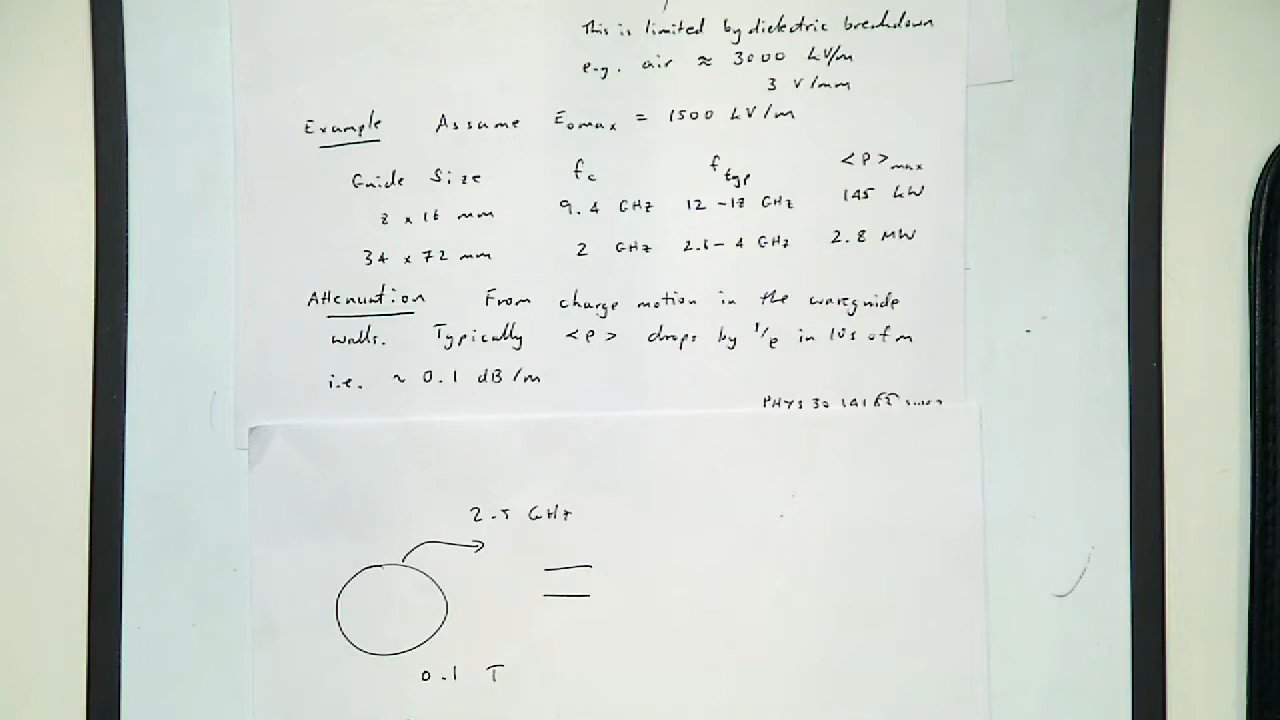 This is limited by dielectric breakdown
e.g. air ≈ 3000 kV/m
3 V/mm
Example Assume Eomax = 1500 kV/m
Guide Size fc ftyp <P>max
8 x 16 mm 9.4 GHz 12-18 GHz 145 kW
34 x 72 mm 2 GHz 2.6-4 GHz 2.8 MW
Attenuation From charge motion in the waveguide
walls. Typically <P> drops by 1/e in 10s of m
i.e. ~ 0.1 dB/m
2.5 GHz
0.1 T